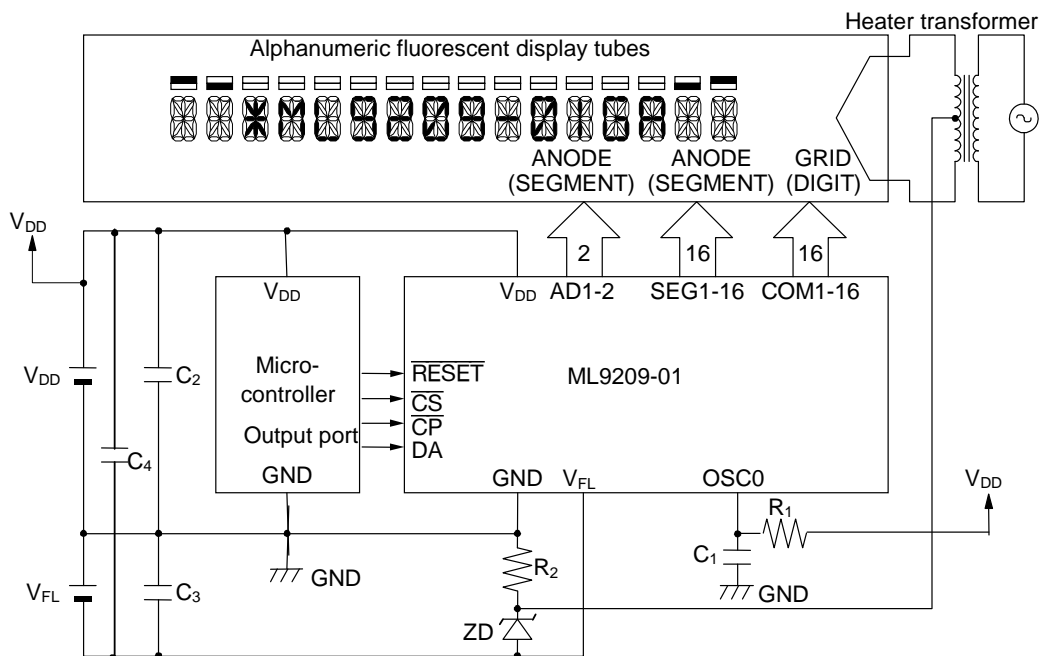 Heater transformer
Alphanumeric fluorescent display tubes
*ML9209-01GA
ANODE (SEGMENT)
ANODE (SEGMENT)
GRID (DIGIT)
2
16
16
VDD
VDD
VDD AD1-2 SEG1-16 COM1-16
Micro-controller
RESET
CS
CP
DA
Output port
ML9209-01
VDD
C2
C4
GND
GND
VFL
OSC0
VDD
R1
C1
GND
R2
GND
VFL
C3
ZD